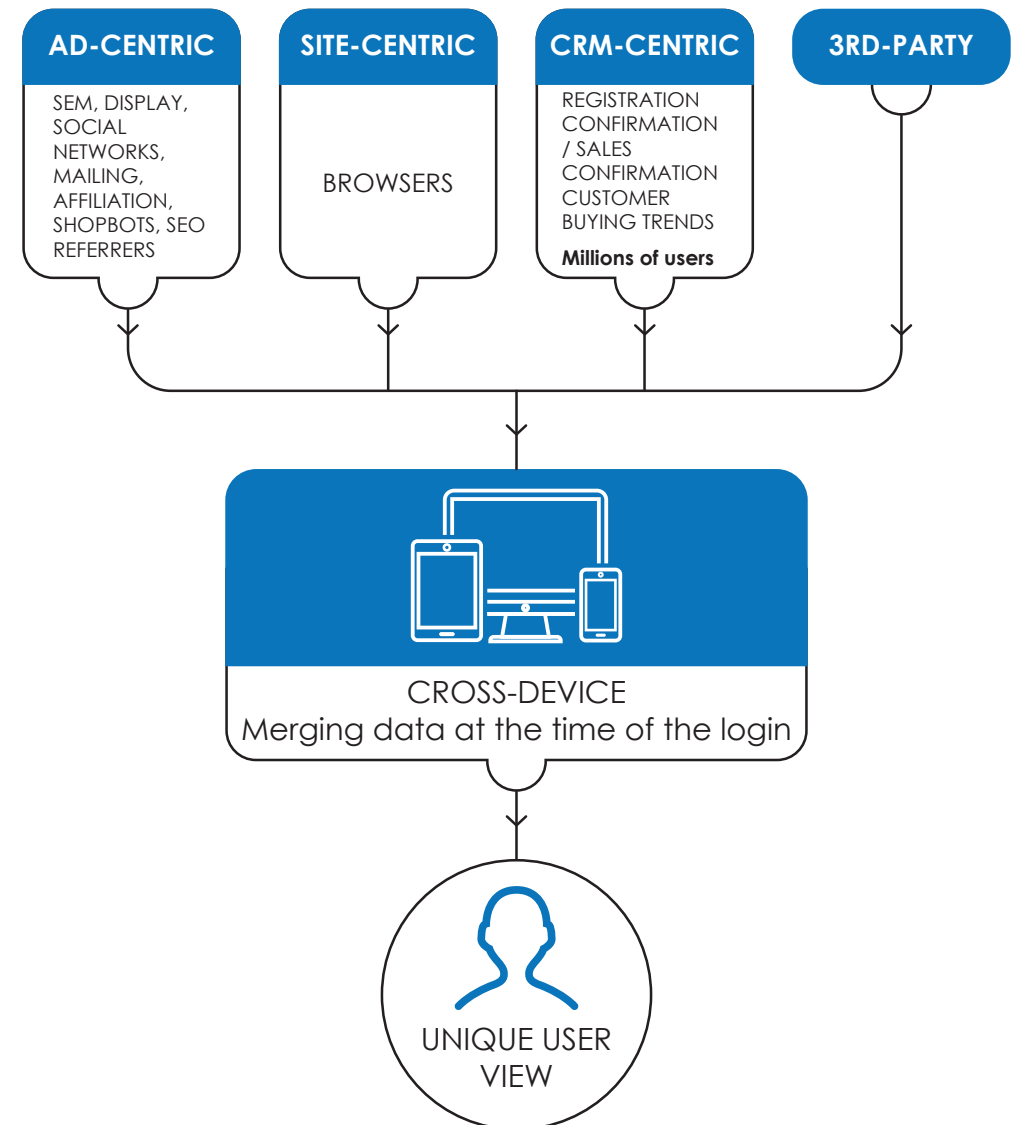 AD-CENTRIC
SEM, DISPLAY,
SOCIAL
NETWORKS,
MAILING,
AFFILIATION,
SHOPBOTS, SEO
REFERRERS
SITE-CENTRIC
BROWSERS
CRM-CENTRIC
REGISTRATION
CONFIRMATION
/ SALES
CONFIRMATION
CUSTOMER
BUYING TRENDS
Millions of users
3RD-PARTY
CROSS-DEVICE
Merging data at the time of the login
UNIQUE USER
VIEW